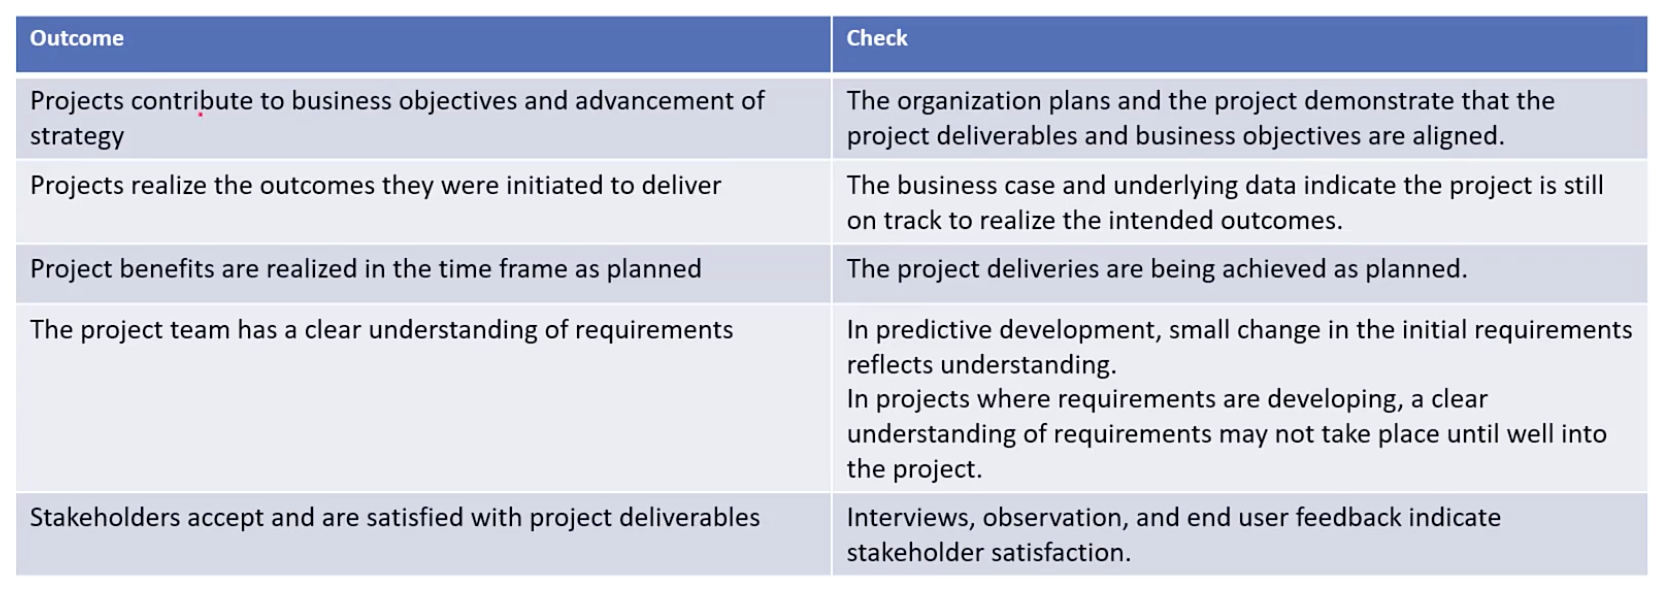 Outcome
Check
Projects contribute to business objectives and advancement of
strategy
The organization plans and the project demonstrate that the
project deliverables and business objectives are aligned.
Projects realize the outcomes they were initiated to deliver
The business case and underlying data indicate the project is still
on track to realize the intended outcomes.
Project benefits are realized in the time frame as planned
The project deliveries are being achieved as planned.
The project team has a clear understanding of requirements
In predictive development, small change in the initial requirements
reflects understanding.
In projects where requirements are developing, a clear
understanding of requirements may not take place until well into
the project.
Stakeholders accept and are satisfied with project deliverables
Interviews, observation, and end user feedback indicate
stakeholder satisfaction.